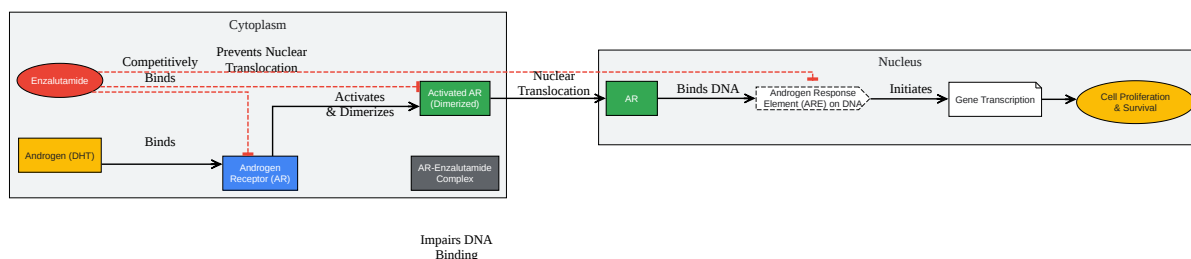 Cytoplasm
Enzalutamide
Competitively
Binds
Prevents Nuclear
Translocation
Activated AR
(Dimerized)
Activates
& Dimerizes
Androgen (DHT)
Binds
Androgen
Receptor (AR)
AR-Enzalutamide
Complex
Impairs DNA
Binding
Nuclear
Translocation
Nucleus
AR
Binds DNA
Androgen Response
Element (ARE) on DNA
Initiates
Gene Transcription
Cell Proliferation
& Survival